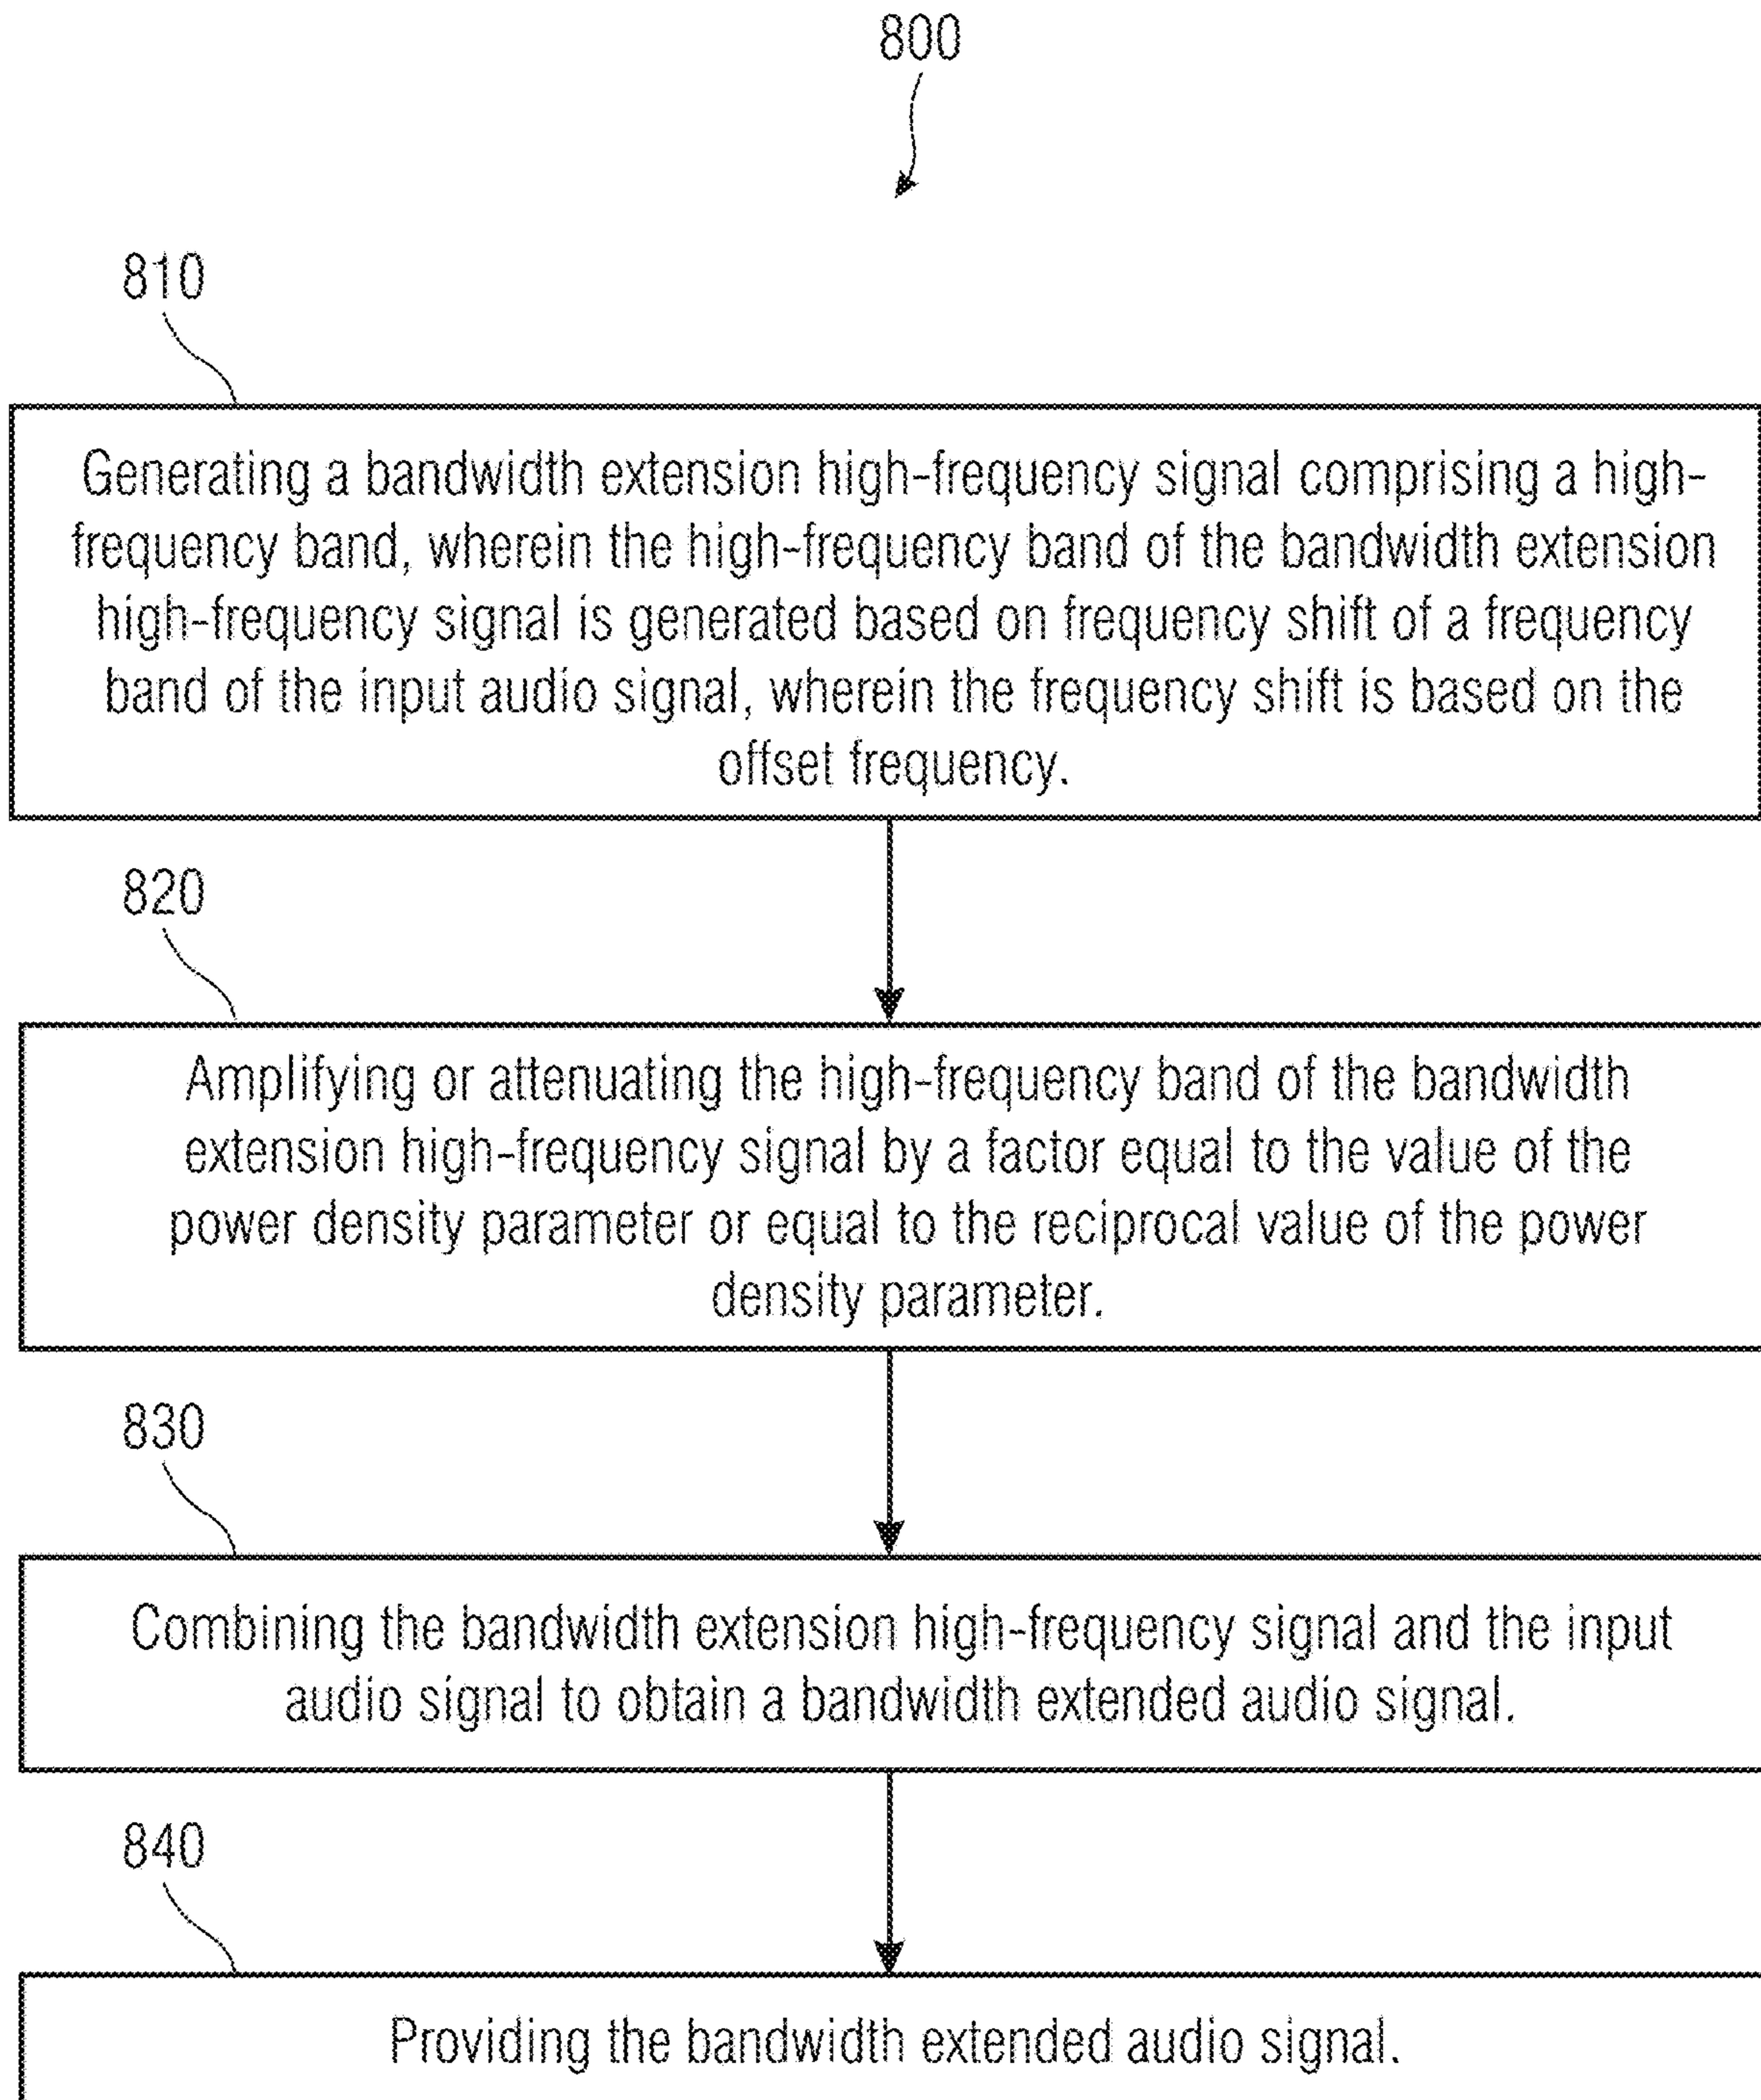 800
810
Generating a bandwidth extension high-frequency signal comprising a high-
frequency band, wherein the high-frequency band of the bandwidth extension
high-frequency signal is generated based on frequency shift of a frequency
band of the input audio signal, wherein the frequency shift is based on the
offset frequency.
820
Amplifying or attenuating the high-frequency band of the bandwidth
extension high-frequency signal by a factor equal to the value of the
power density parameter or equal to the reciprocal value of the power
density parameter.
830
Combining the bandwidth extension high-frequency signal and the input
audio signal to obtain a bandwidth extended audio signal.
840
Providing the bandwidth extended audio signal.